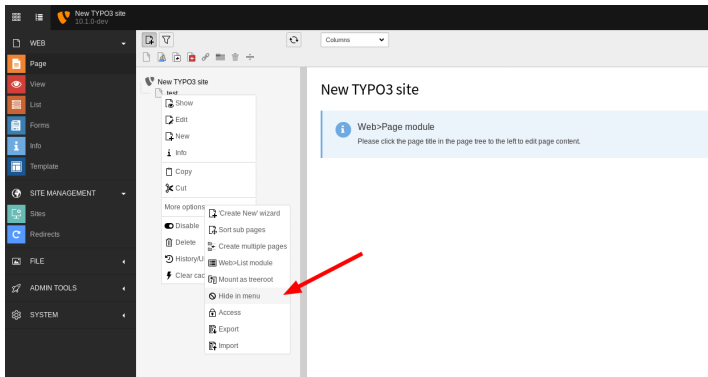 New TYPO3 site
10.1.0-dev
WEB
Page
View
List
Forms
Info
Template
SITE MANAGEMENT
Sites
Redirects
FILE
ADMIN TOOLS
SYSTEM
Columns
New TYPO3 site
test
Show
Edit
New
Info
Copy
Cut
More options
Disable
Delete
History/U
Clear cac
'Create New' wizard
Sort sub pages
Create multiple pages
Web>List module
Mount as treeroot
Hide in menu
Access
Export
Import
New TYPO3 site
Web>Page module
Please click the page title in the page tree to the left to edit page content.